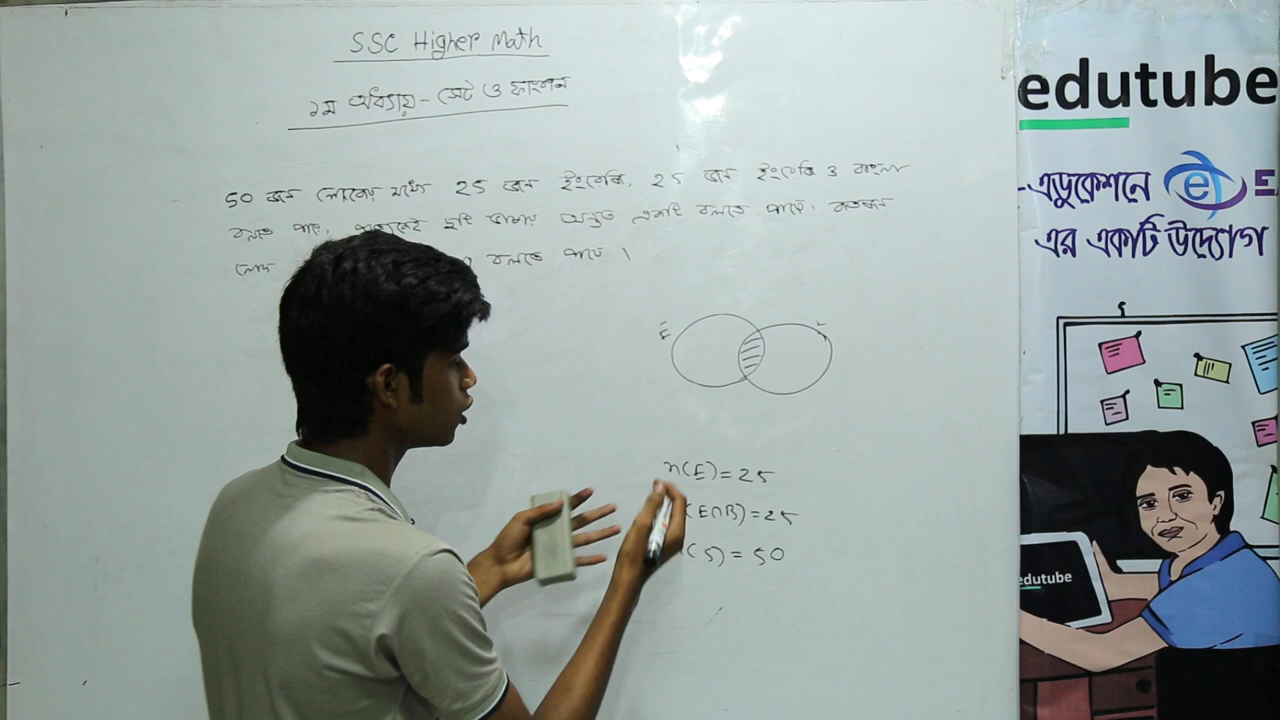 SSC Higher Math
১ম অধ্যায় - সেট ও ফাংশন
50 জন লোকের মধ্যে 25 জন ইংরেজি, 25 জন ইংরেজি ও বাংলা
বলতে পারে, দুটি ভাষার অন্তত একটি বলতে পারে। কতজন
লোক বলতে পারে।
E
n(E) = 25
(E∩B) = 25
(S) = 50
edutube
-এডুকেশনে e E
এর একটি উদ্যোগ
edutube